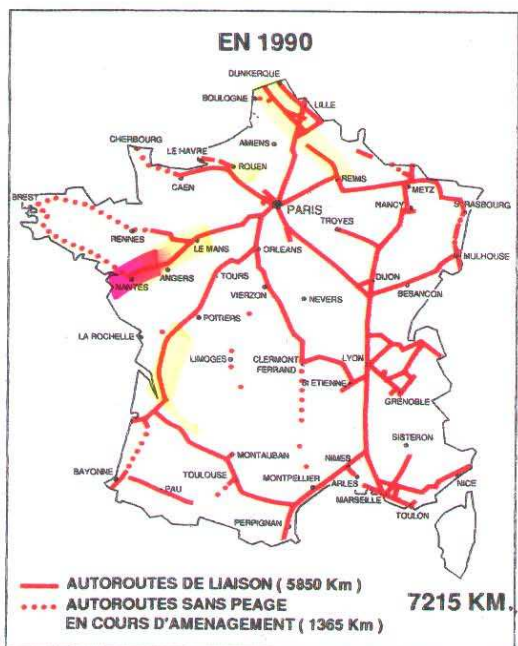 EN 1990
DUNKERQUE
BOULOGNE
LILLE
AMIENS
CHERBOURG
LE HAVRE
ROUEN
REIMS
CAEN
METZ
PARIS
NANCY
STRASBOURG
BREST
TROYES
RENNES
LE MANS
ORLEANS
MULHOUSE
ANGERS
TOURS
DIJON
NANTES
VIERZON
NEVERS
BESANCON
POITIERS
LA ROCHELLE
LIMOGES
CLERMONT
FERRAND
LYON
St ETIENNE
GRENOBLE
SISTERON
MONTAUBAN
NIMES
BAYONNE
TOULOUSE
MONTPELLIER
ARLES
NICE
PAU
MARSEILLE
TOULON
PERPIGNAN
AUTOROUTES DE LIAISON ( 5850 Km )
AUTOROUTES SANS PEAGE
EN COURS D'AMENAGEMENT ( 1365 Km )
7215 KM.